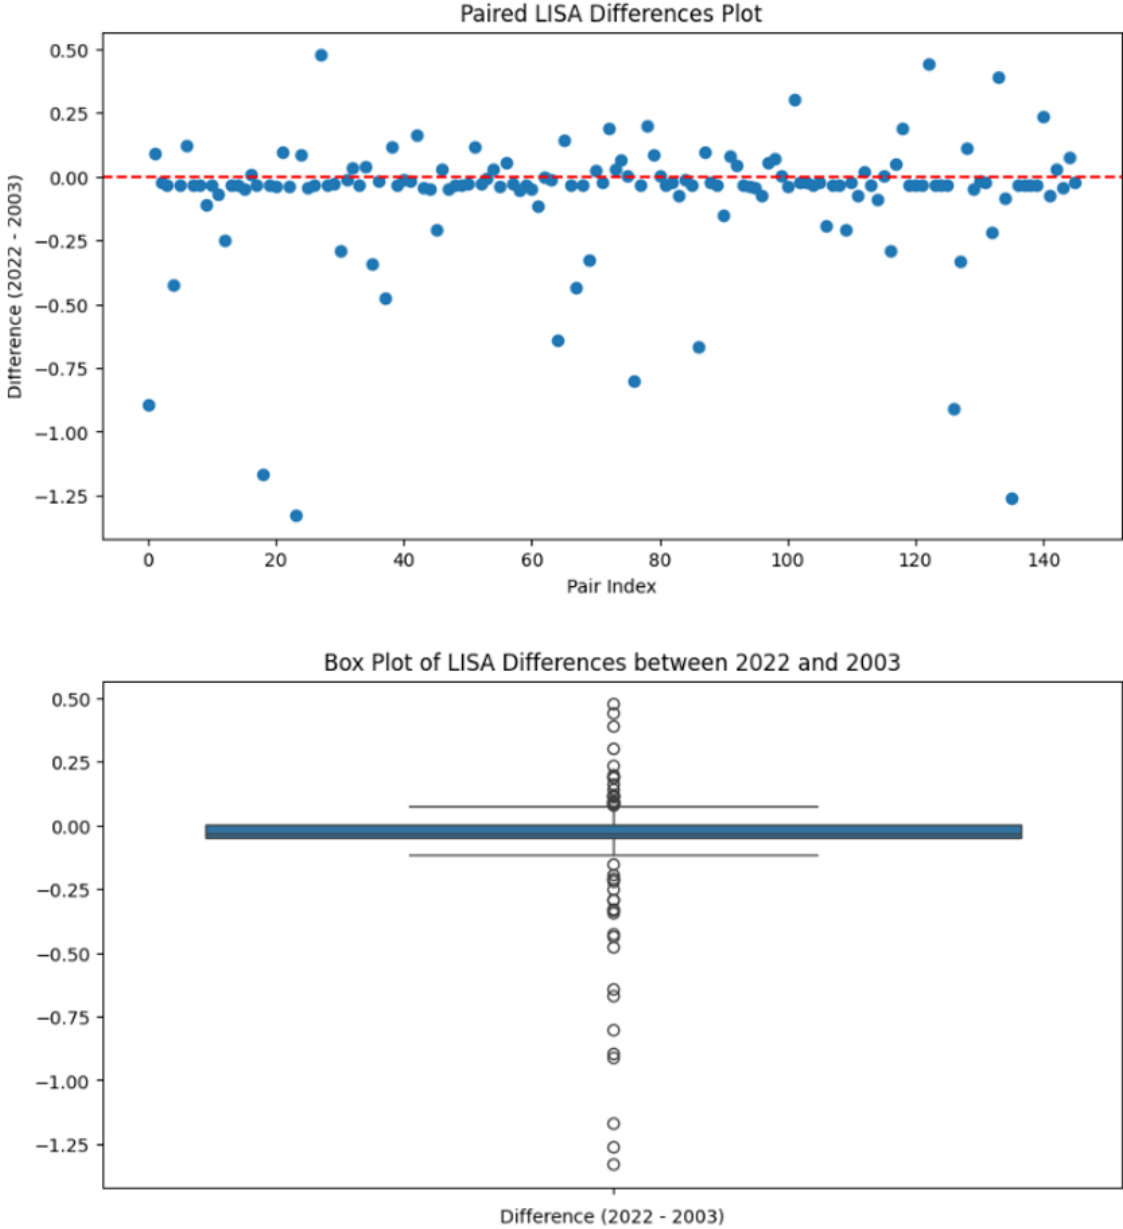 Paired LISA Differences Plot
0.50
0.25
0.00
−0.25
−0.50
−0.75
−1.00
−1.25
Difference (2022 - 2003)
0 20 40 60 80 100 120 140
Pair Index
Box Plot of LISA Differences between 2022 and 2003
0.50
0.25
0.00
−0.25
−0.50
−0.75
−1.00
−1.25
Difference (2022 - 2003)